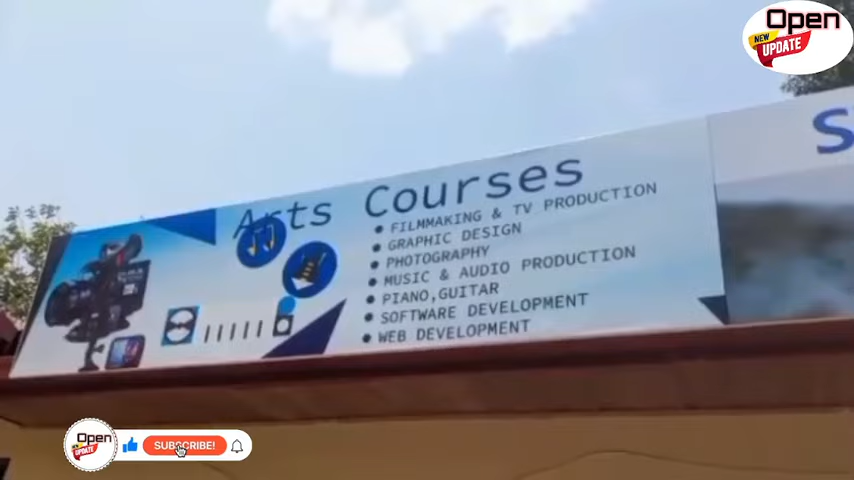 Open
NEW
UPDATE
Arts Courses
• FILMMAKING & TV PRODUCTION
• GRAPHIC DESIGN
• PHOTOGRAPHY
• MUSIC & AUDIO PRODUCTION
• PIANO,GUITAR
• SOFTWARE DEVELOPMENT
• WEB DEVELOPMENT
S
Open
UPDATE
SUBSCRIBE!